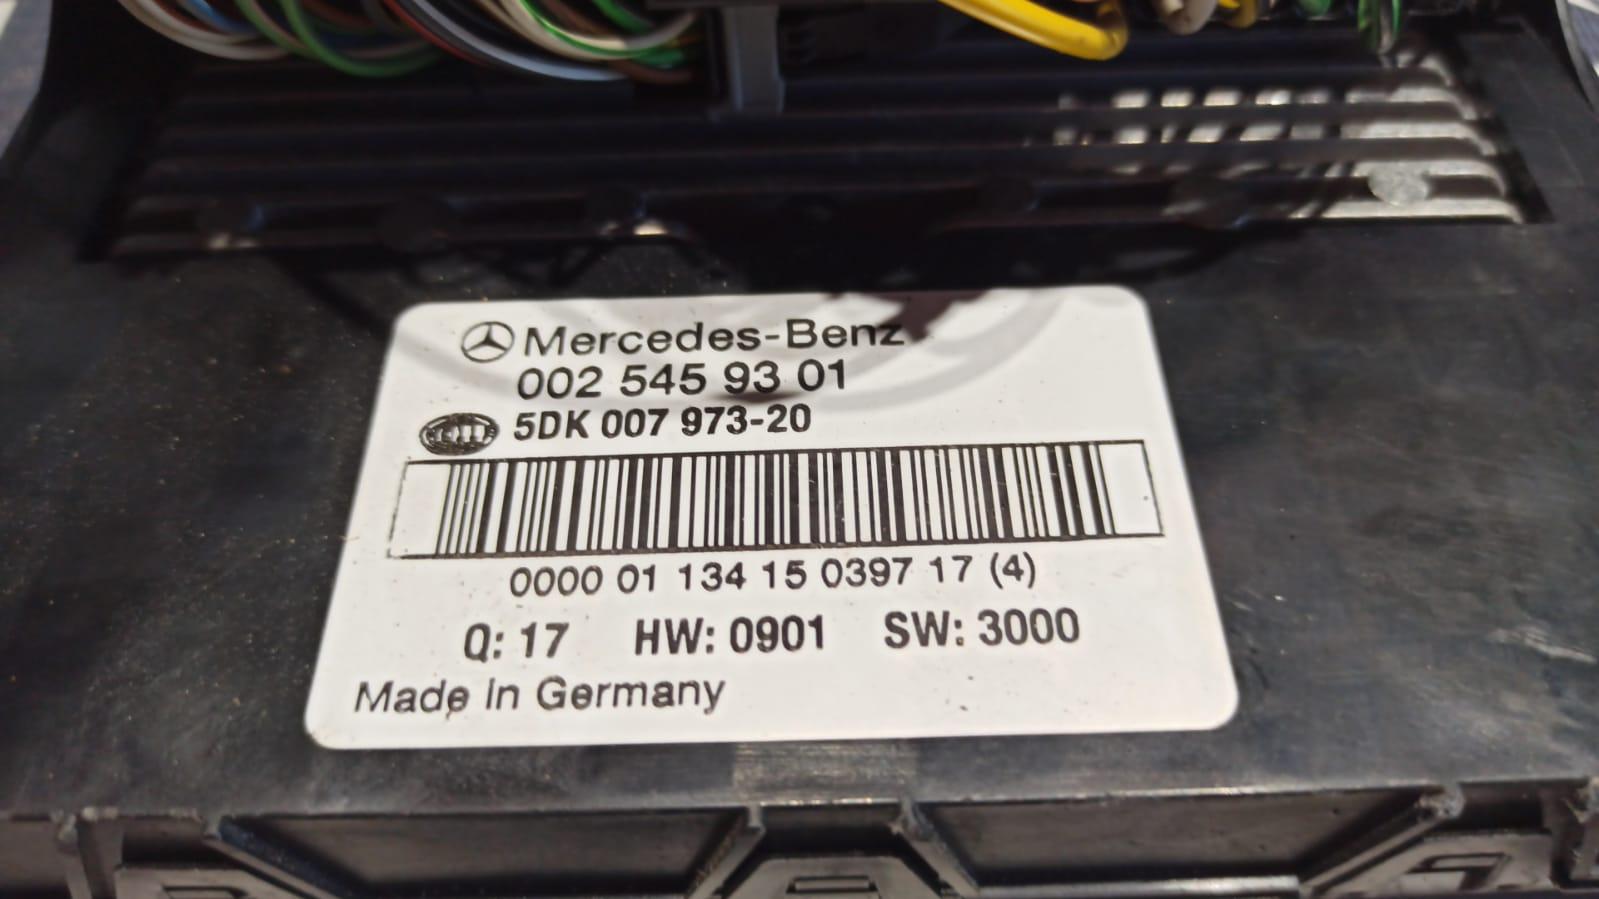 Mercedes-Benz
002 545 93 01
HELLA
5DK 007 973-20
0000 01 134 15 0397 17 (4)
Q: 17 HW: 0901 SW: 3000
Made in Germany